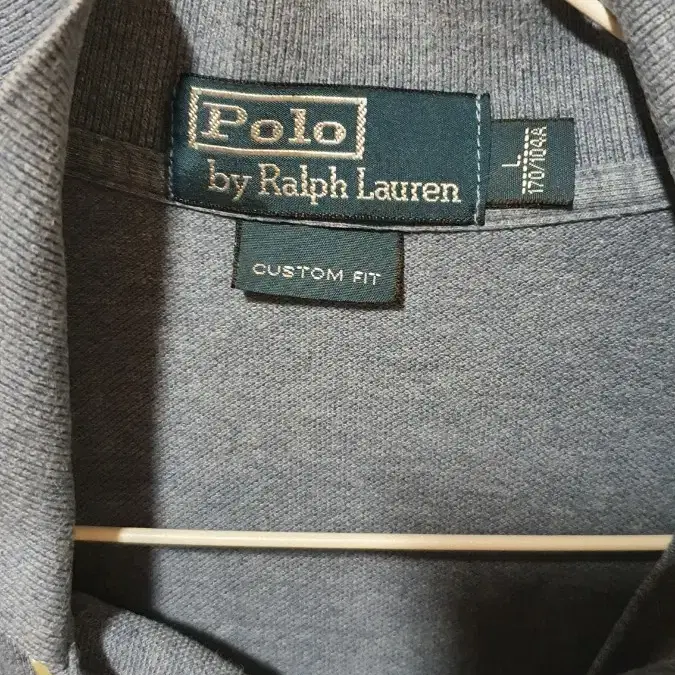 Polo
by Ralph Lauren
L
170/104A
CUSTOM FIT